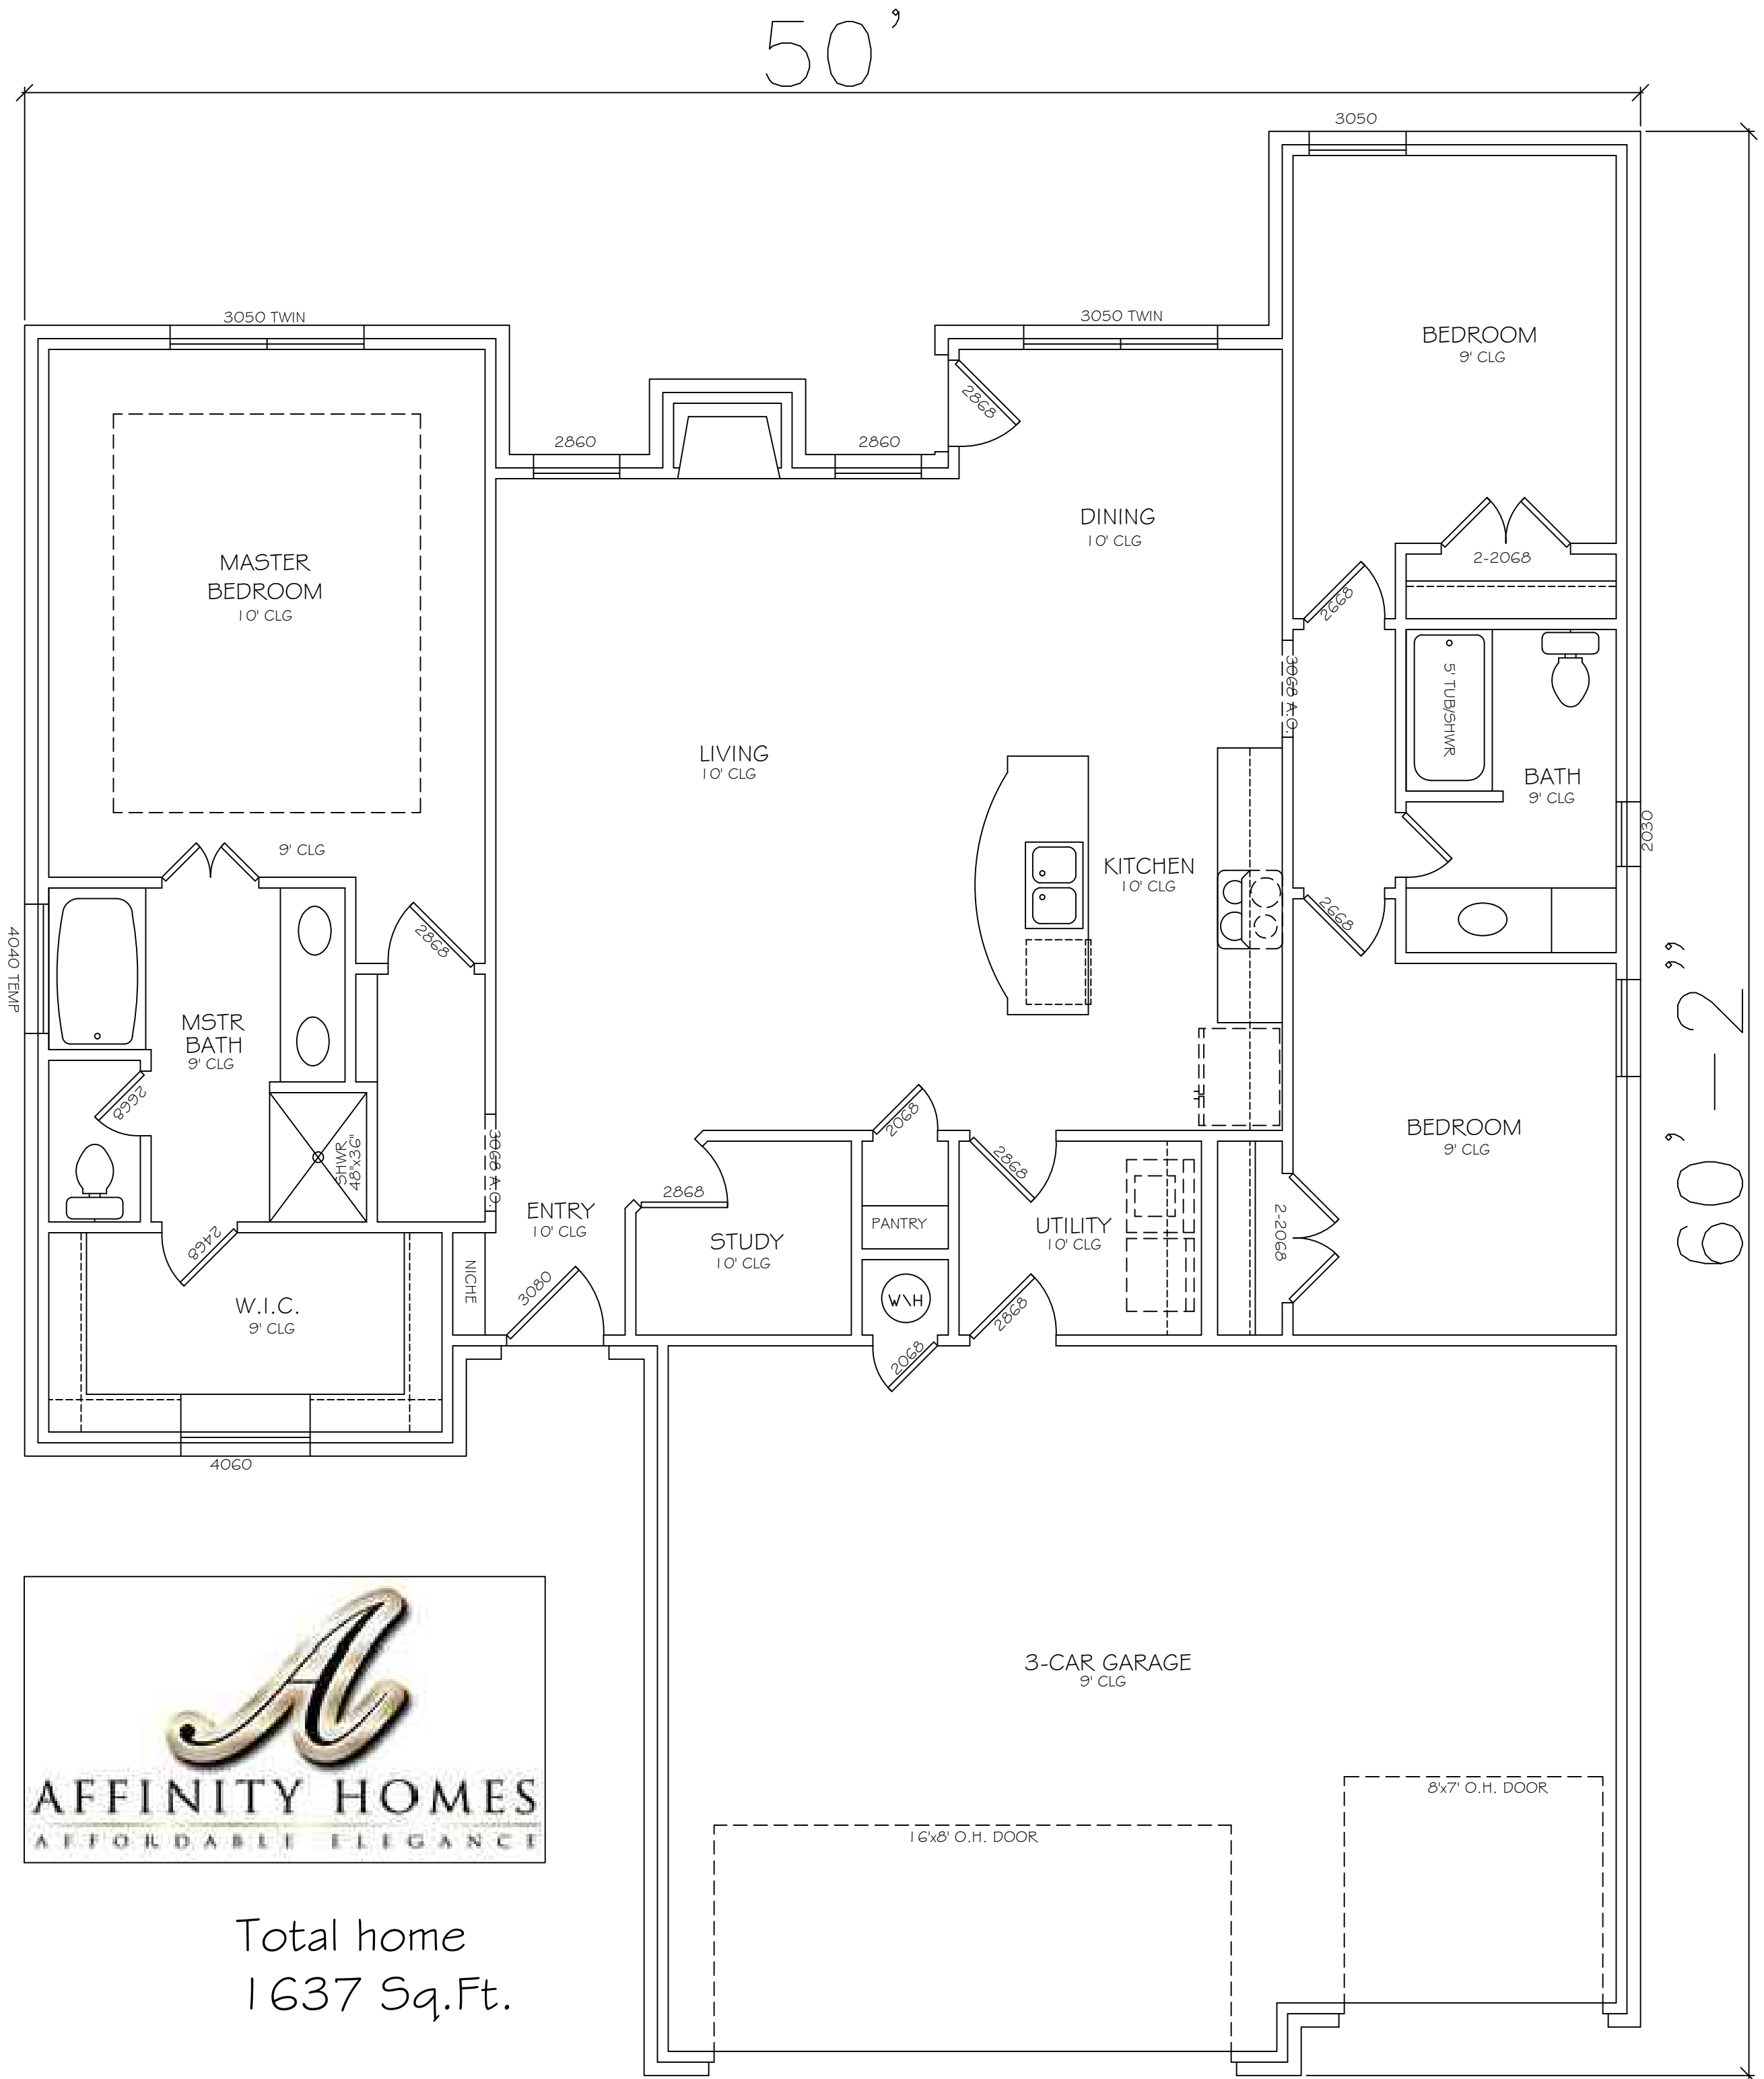 50'
3050
3050 TWIN
3050 TWIN
BEDROOM
9' CLG
2868
2860
2860
DINING
10' CLG
2-2068
MASTER
BEDROOM
10' CLG
2668
3068 A.O.
5' TUB/SHWR
LIVING
10' CLG
BATH
9' CLG
2030
9' CLG
KITCHEN
10' CLG
2868
2668
4040 TEMP
MSTR
BATH
9' CLG
60'-2"
2668
2068
BEDROOM
9' CLG
SHWR
48"x36"
3068 A.O.
2868
2868
ENTRY
10' CLG
PANTRY
UTILITY
10' CLG
2-2068
2468
STUDY
10' CLG
NICHE
3080
W\H
2868
W.I.C.
9' CLG
2068
4060
3-CAR GARAGE
9' CLG
A
AFFINITY HOMES
AFFORDABLE ELEGANCE
8'x7' O.H. DOOR
16'x8' O.H. DOOR
Total home
1637 Sq.Ft.